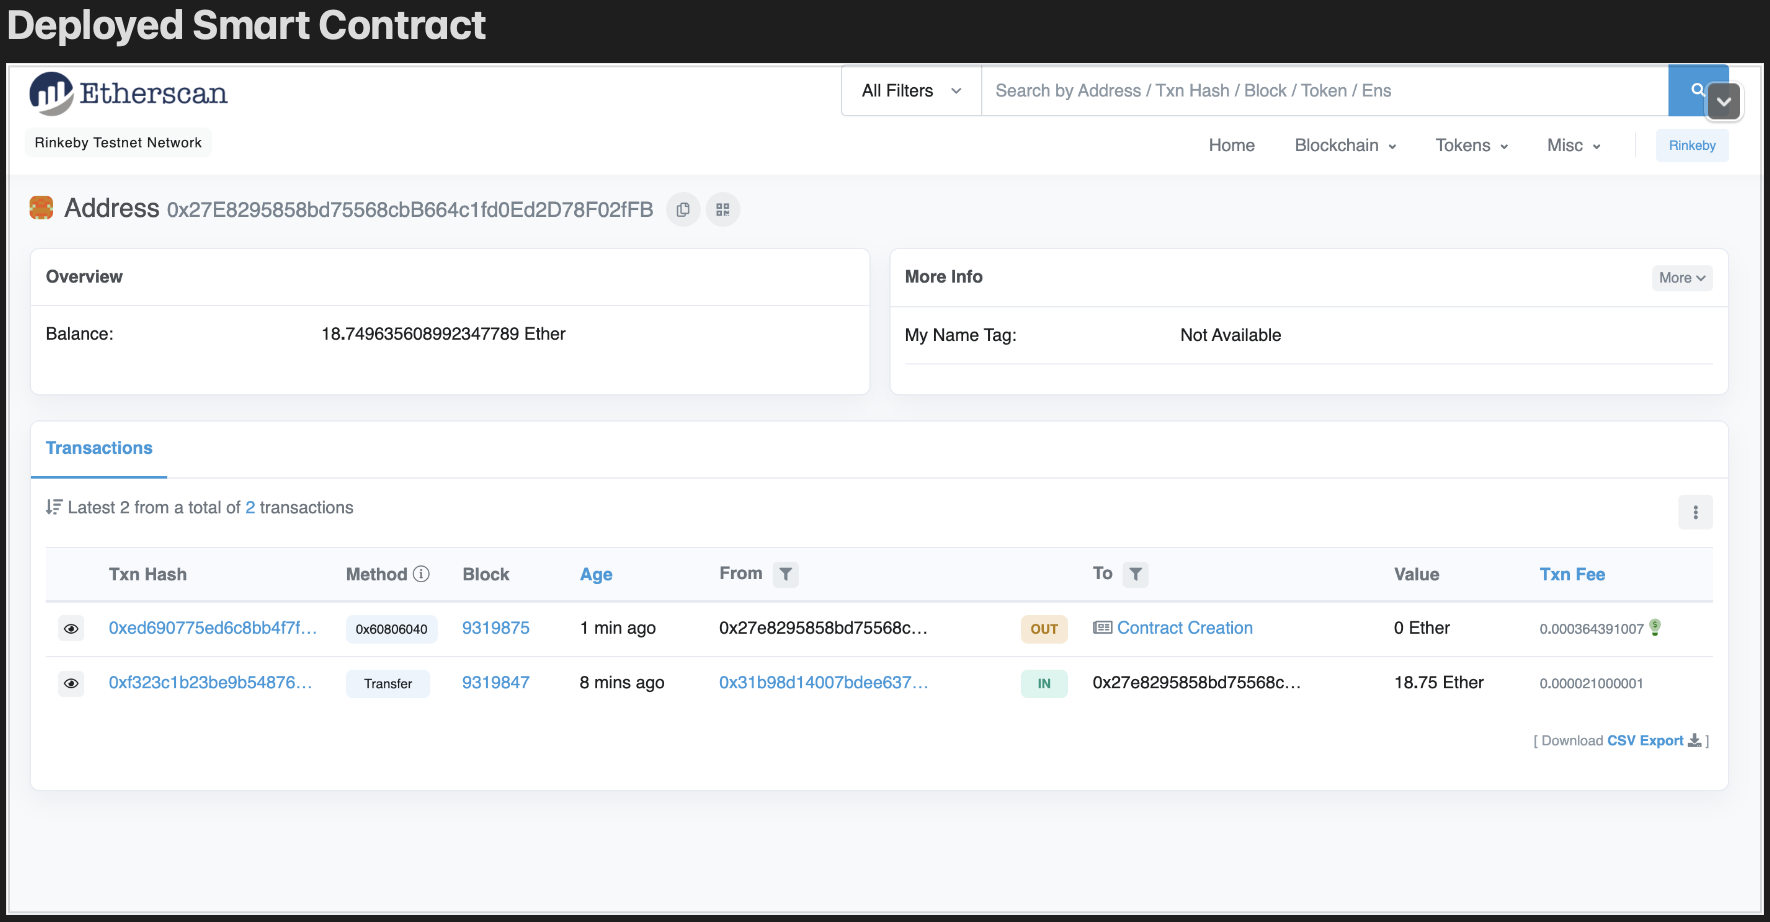 Deployed Smart Contract
Etherscan
All Filters
Search by Address / Txn Hash / Block / Token / Ens
Rinkeby Testnet Network
Home Blockchain Tokens Misc Rinkeby
Address 0x27E8295858bd75568cbB664c1fd0Ed2D78F02fFB
Overview
Balance: 18.749635608992347789 Ether
More Info More
My Name Tag: Not Available
Transactions
Latest 2 from a total of 2 transactions
Txn Hash Method Block Age From To Value Txn Fee
0xed690775ed6c8bb4f7f... 0x60806040 9319875 1 min ago 0x27e8295858bd75568c... OUT Contract Creation 0 Ether 0.000364391007
0xf323c1b23be9b54876... Transfer 9319847 8 mins ago 0x31b98d14007bdee637... IN 0x27e8295858bd75568c... 18.75 Ether 0.000021000001
[ Download CSV Export ]